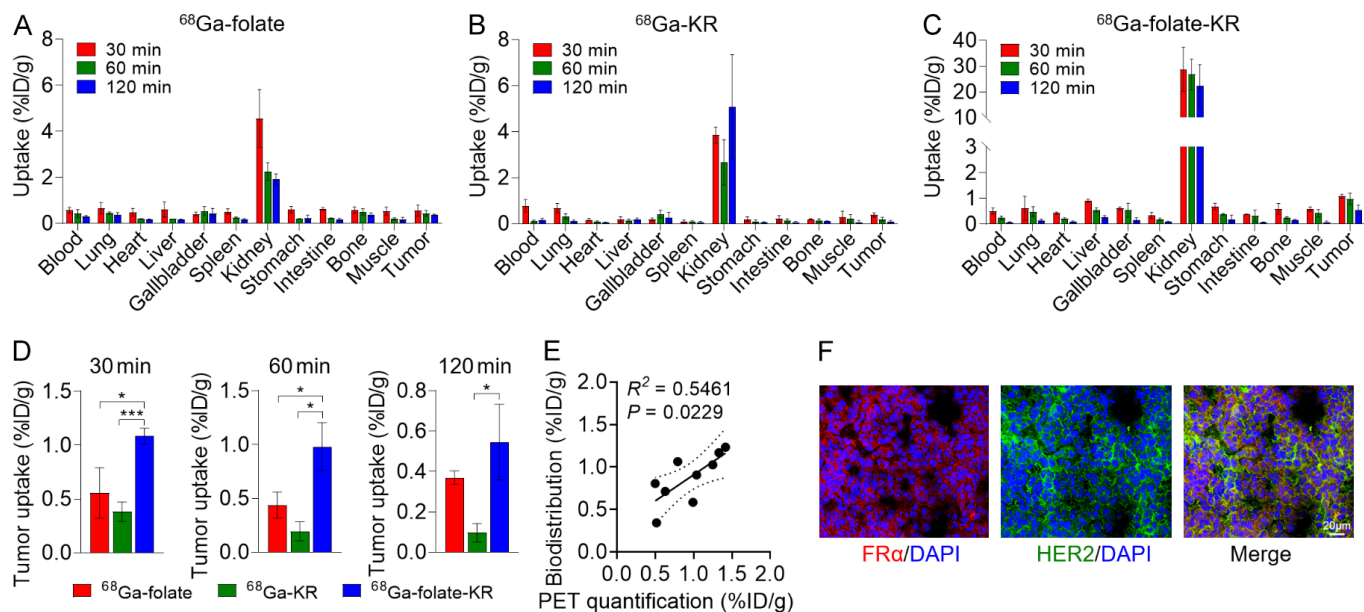 A
⁶⁸Ga-folate
Uptake (%ID/g)
8
6
4
2
0
30 min
60 min
120 min
Blood
Lung
Heart
Liver
Gallbladder
Spleen
Kidney
Stomach
Intestine
Bone
Muscle
Tumor
B
⁶⁸Ga-KR
Uptake (%ID/g)
8
6
4
2
0
30 min
60 min
120 min
Blood
Lung
Heart
Liver
Gallbladder
Spleen
Kidney
Stomach
Intestine
Bone
Muscle
Tumor
C
⁶⁸Ga-folate-KR
Uptake (%ID/g)
40
30
20
10
3
2
1
0
30 min
60 min
120 min
Blood
Lung
Heart
Liver
Gallbladder
Spleen
Kidney
Stomach
Intestine
Bone
Muscle
Tumor
D
30 min
Tumor uptake (%ID/g)
1.5
1.0
0.5
0.0
*
***
60 min
Tumor uptake (%ID/g)
1.5
1.0
0.5
0.0
*
*
120 min
Tumor uptake (%ID/g)
0.8
0.6
0.4
0.2
0.0
*
⁶⁸Ga-folate
⁶⁸Ga-KR
⁶⁸Ga-folate-KR
E
Biodistribution (%ID/g)
2.0
1.5
1.0
0.5
0.0
R² = 0.5461
P = 0.0229
0.0 0.5 1.0 1.5 2.0
PET quantification (%ID/g)
F
20μm
FRα/DAPI
HER2/DAPI
Merge